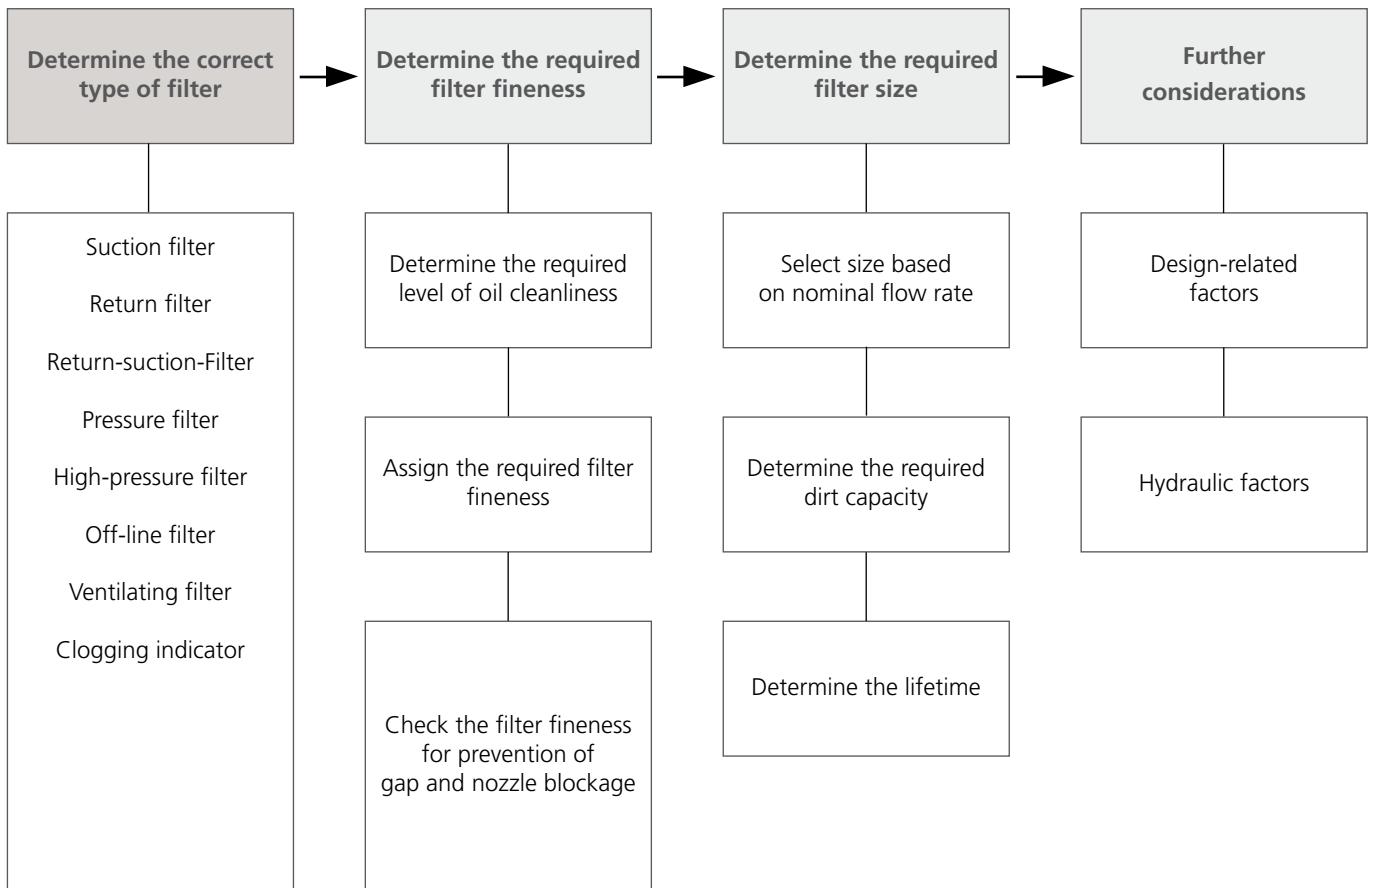 Determine the correct
type of filter
Determine the required
filter fineness
Determine the required
filter size
Further
considerations
Suction filter
Return filter
Return-suction-Filter
Pressure filter
High-pressure filter
Off-line filter
Ventilating filter
Clogging indicator
Determine the required
level of oil cleanliness
Assign the required filter
fineness
Check the filter fineness
for prevention of
gap and nozzle blockage
Select size based
on nominal flow rate
Determine the required
dirt capacity
Determine the lifetime
Design-related
factors
Hydraulic factors